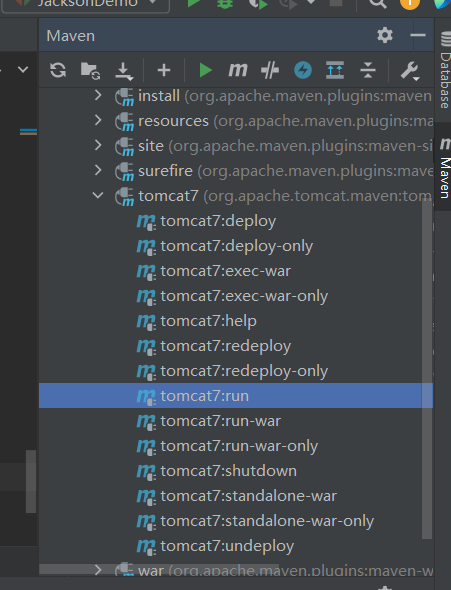 JacksonDemo
Maven
install (org.apache.maven.plugins:maven
resources (org.apache.maven.plugins:ma
site (org.apache.maven.plugins:maven-si
surefire (org.apache.maven.plugins:mave
tomcat7 (org.apache.tomcat.maven:tom
tomcat7:deploy
tomcat7:deploy-only
tomcat7:exec-war
tomcat7:exec-war-only
tomcat7:help
tomcat7:redeploy
tomcat7:redeploy-only
tomcat7:run
tomcat7:run-war
tomcat7:run-war-only
tomcat7:shutdown
tomcat7:standalone-war
tomcat7:standalone-war-only
tomcat7:undeploy
war (org.apache.maven.plugins:maven-w
Database
Maven